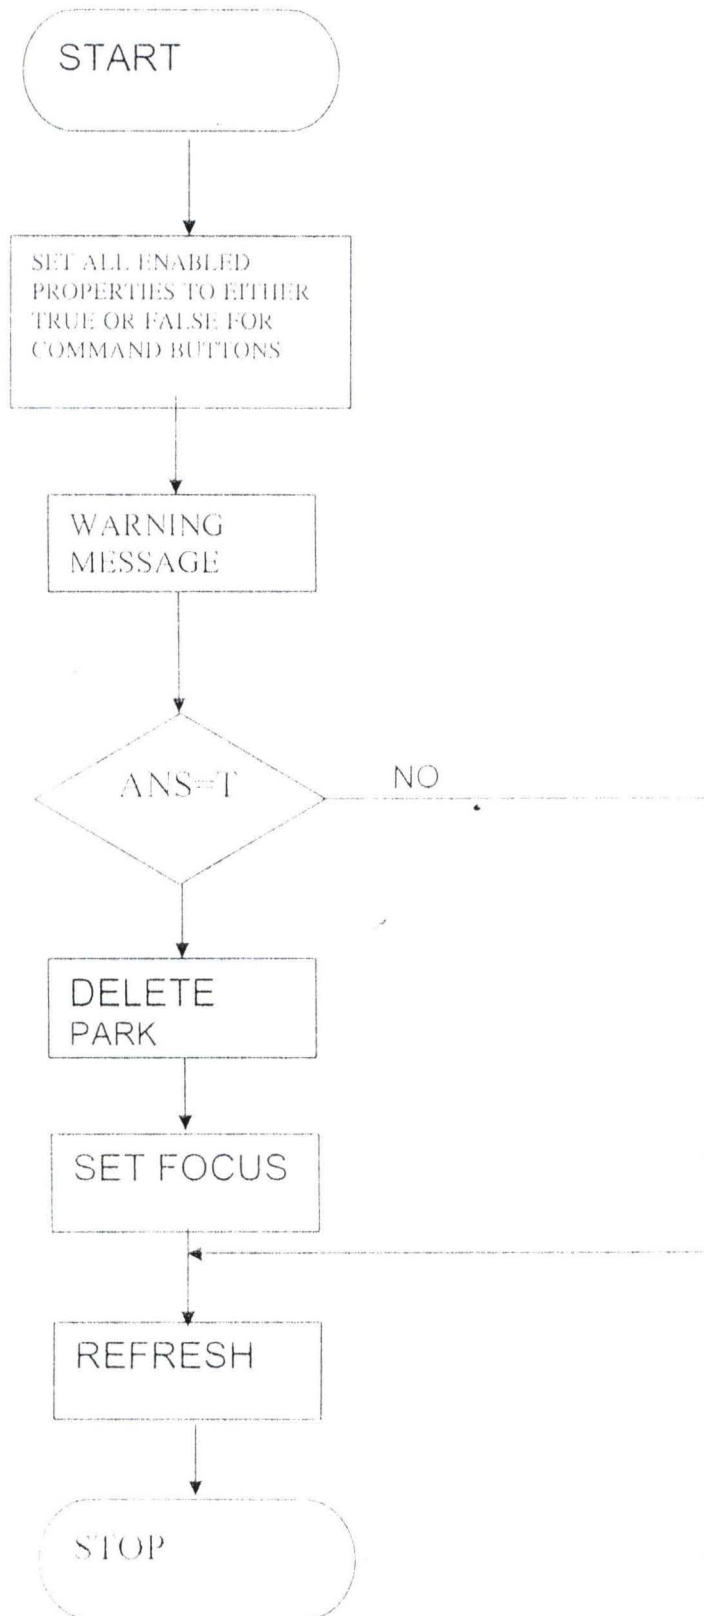 START
SET ALL ENABLED
PROPERTIES TO EITHER
TRUE OR FALSE FOR
COMMAND BUTTONS
WARNING
MESSAGE
ANS=T
NO
DELETE
PARK
SET FOCUS
REFRESH
STOP